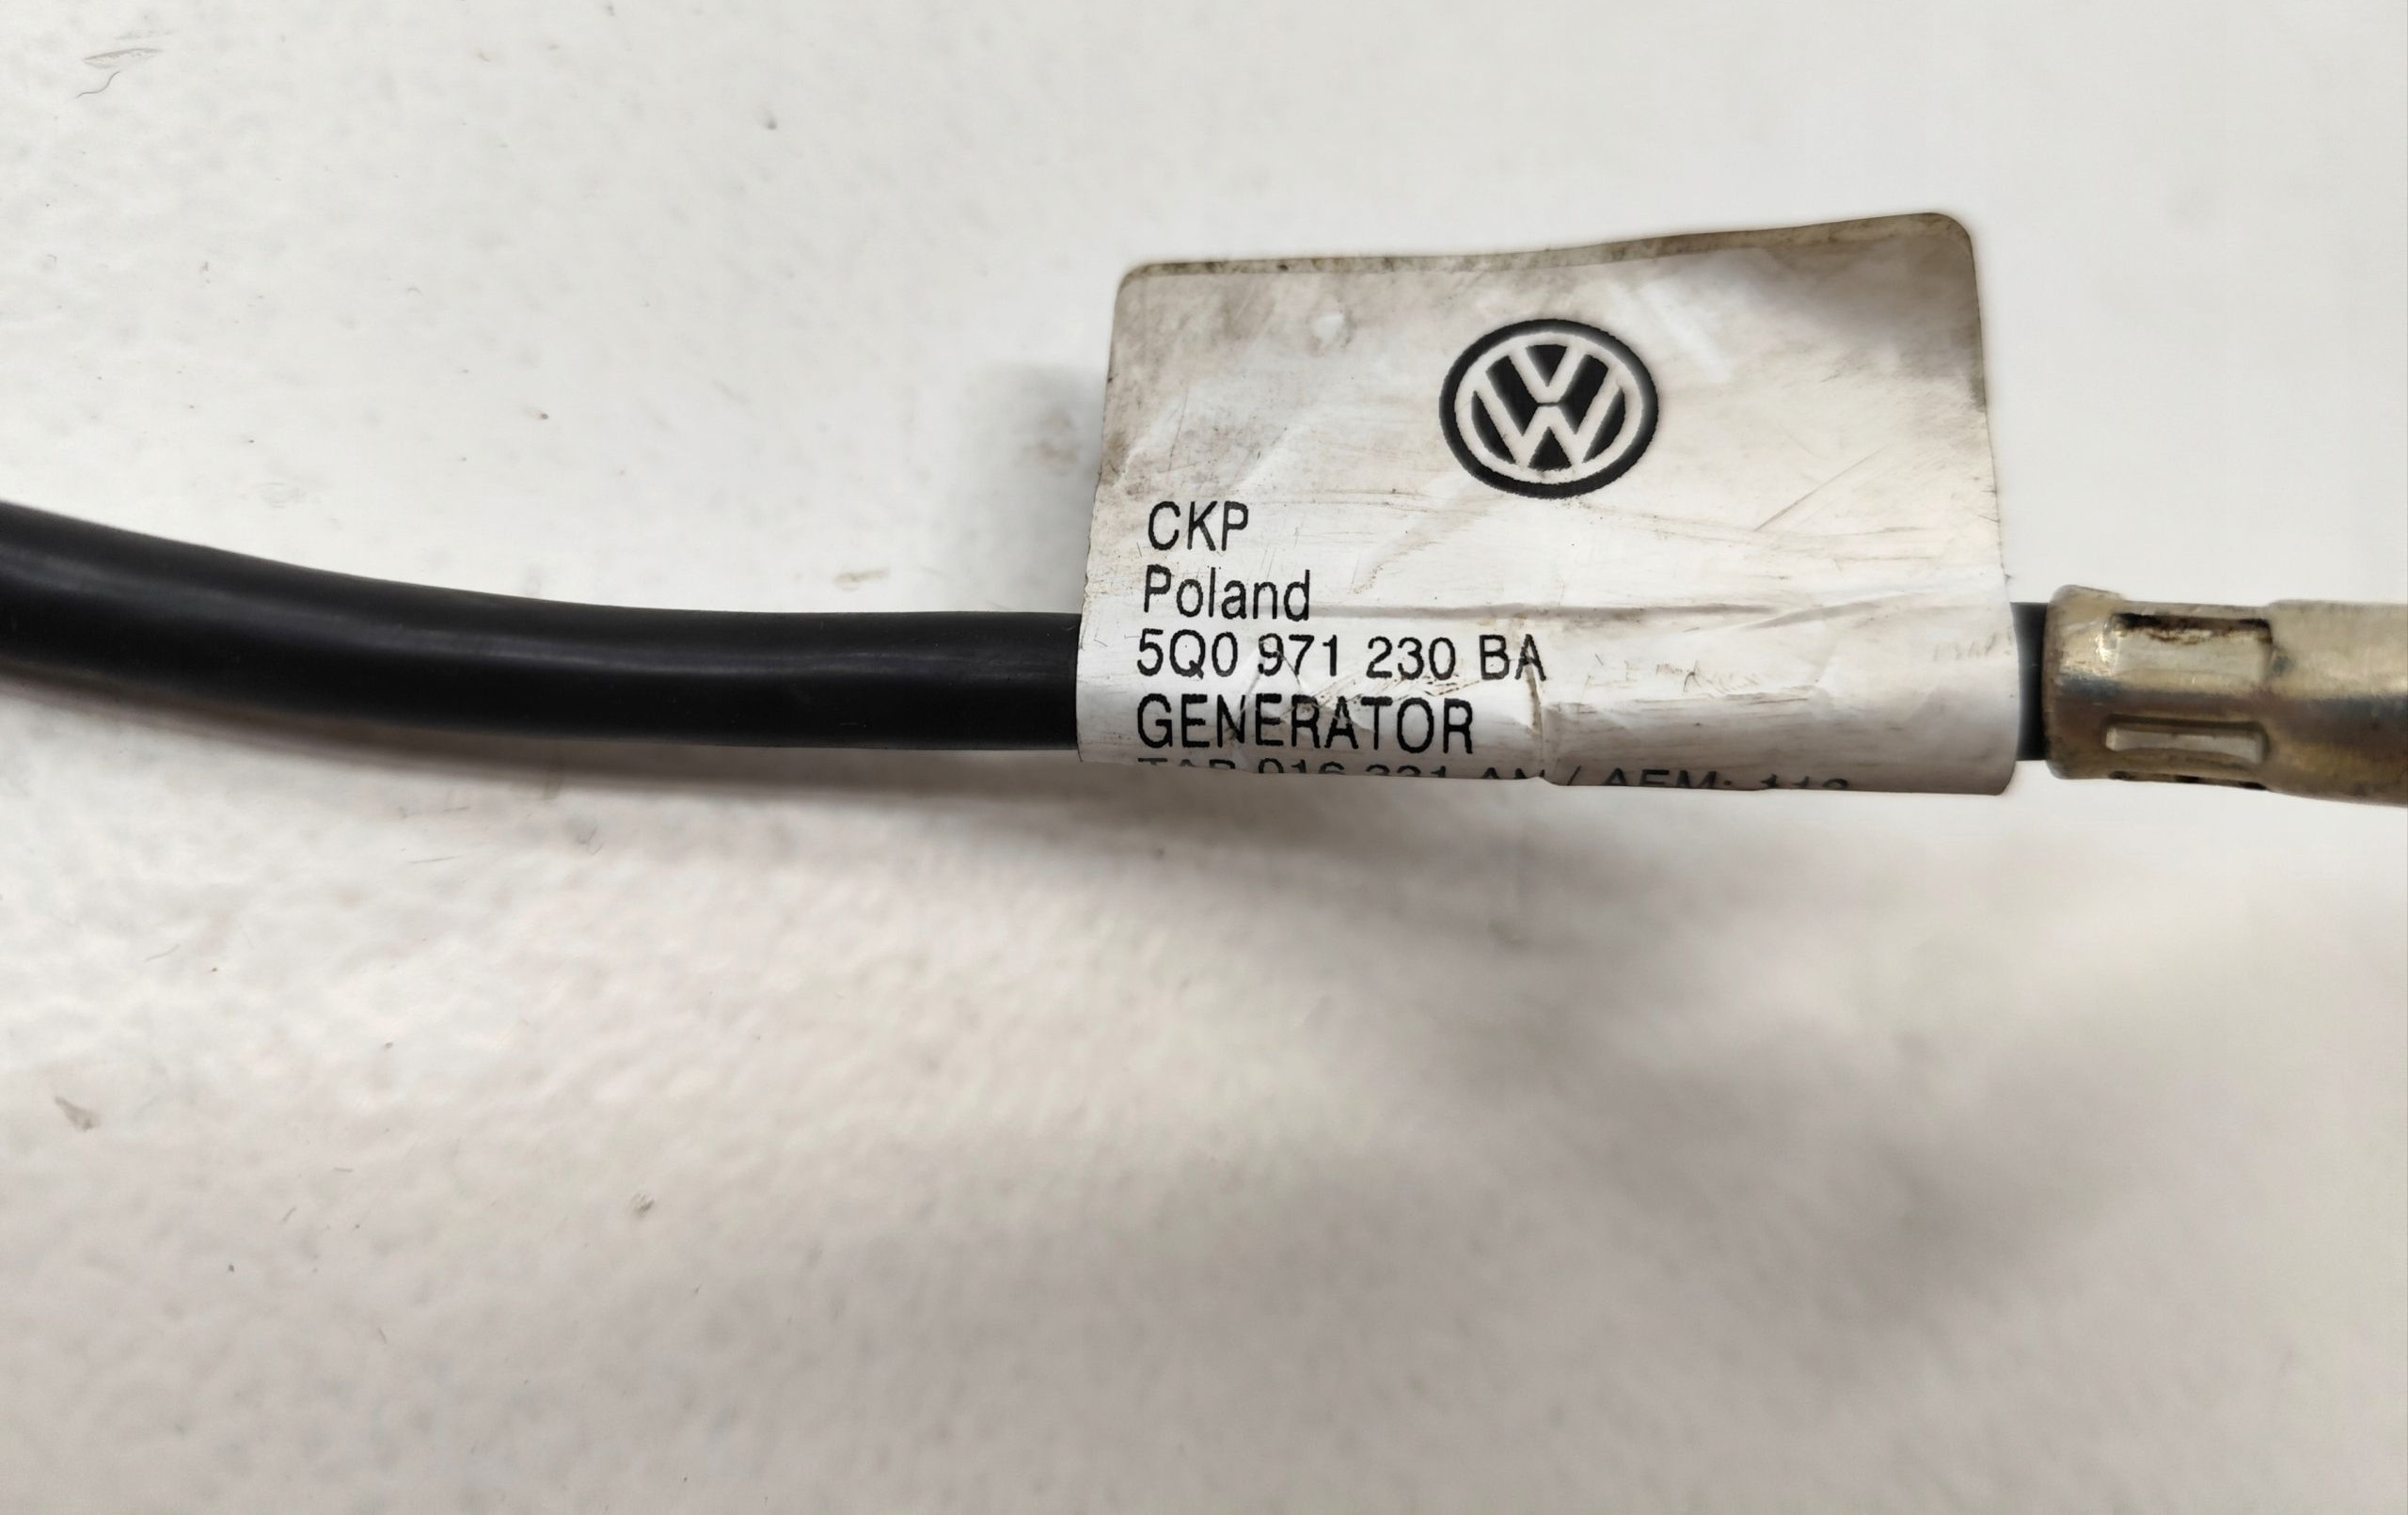 CKP
Poland
5Q0 971 230 BA
GENERATOR